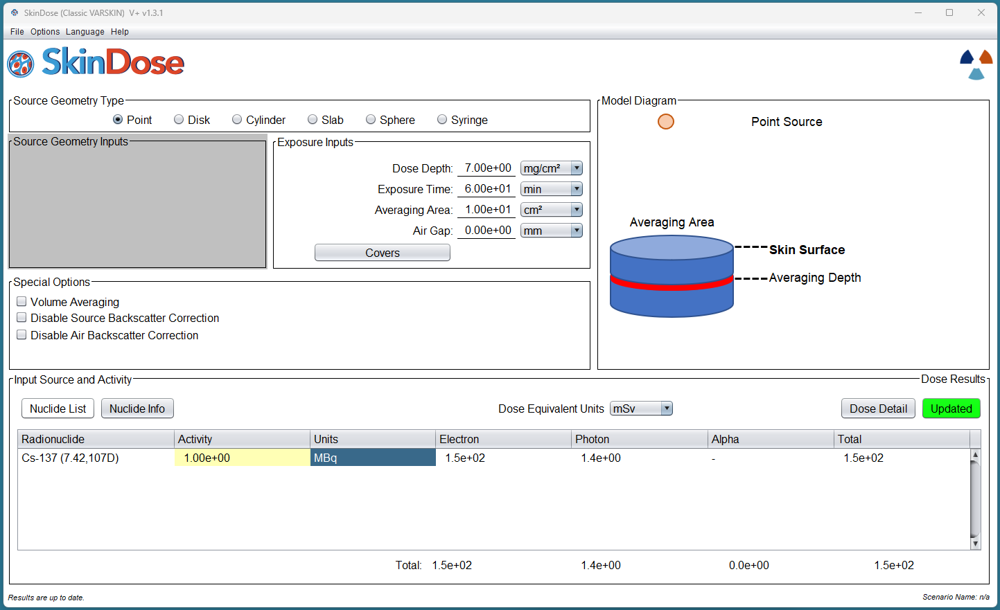 SkinDose (Classic VARSKIN) V+ v1.3.1
File Options Language Help
SkinDose
Source Geometry Type
Point Disk Cylinder Slab Sphere Syringe
Source Geometry Inputs
Exposure Inputs
Dose Depth: 7.00e+00 mg/cm²
Exposure Time: 6.00e+01 min
Averaging Area: 1.00e+01 cm²
Air Gap: 0.00e+00 mm
Covers
Special Options
Volume Averaging
Disable Source Backscatter Correction
Disable Air Backscatter Correction
Model Diagram
Point Source
Averaging Area
Skin Surface
Averaging Depth
Input Source and Activity Dose Results
Nuclide List Nuclide Info Dose Equivalent Units mSv Dose Detail Updated
Radionuclide Activity Units Electron Photon Alpha Total
Cs-137 (7.42,107D) 1.00e+00 MBq 1.5e+02 1.4e+00 - 1.5e+02
Total: 1.5e+02 1.4e+00 0.0e+00 1.5e+02
Results are up to date. Scenario Name: n/a